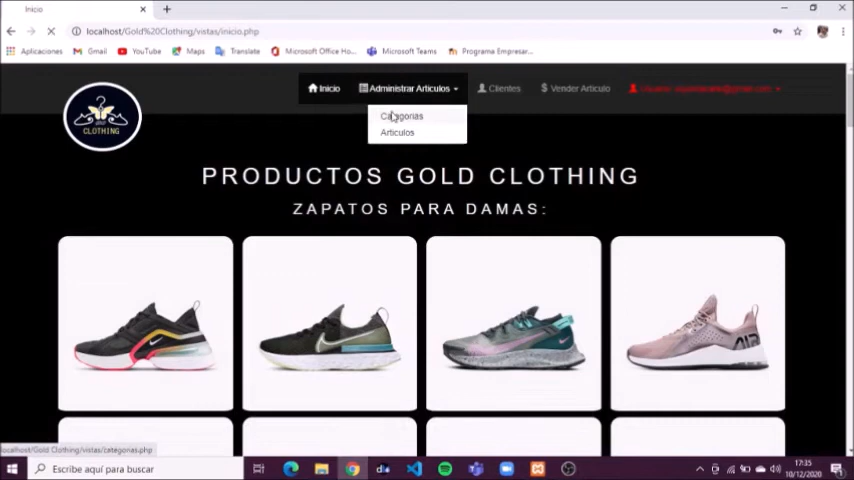 Inicio
localhost/Gold%20Clothing/vistas/inicio.php
Aplicaciones Gmail YouTube Maps Translate Microsoft Office Ho... Microsoft Teams Programa Empresar...
Inicio Administrar Articulos Clientes Vender Articulo Usuario:
CLOTHING
Categorias
Articulos
PRODUCTOS GOLD CLOTHING
ZAPATOS PARA DAMAS:
AIR
localhost/Gold Clothing/vistas/categorias.php
Escribe aquí para buscar
17:35
10/12/2020